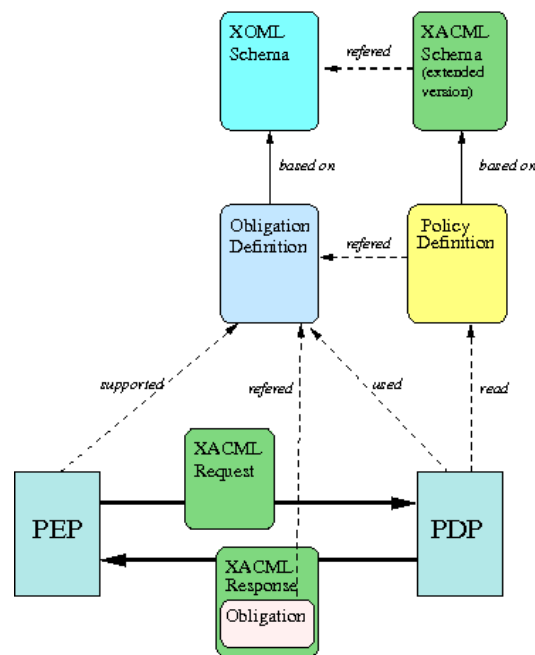 XOML
Schema
refered
XACML
Schema
(extended
version)
based on
based on
Obligation
Definition
refered
Policy
Definition
supported
refered
used
read
XACML
Request
PEP
PDP
XACML
Response
Obligation